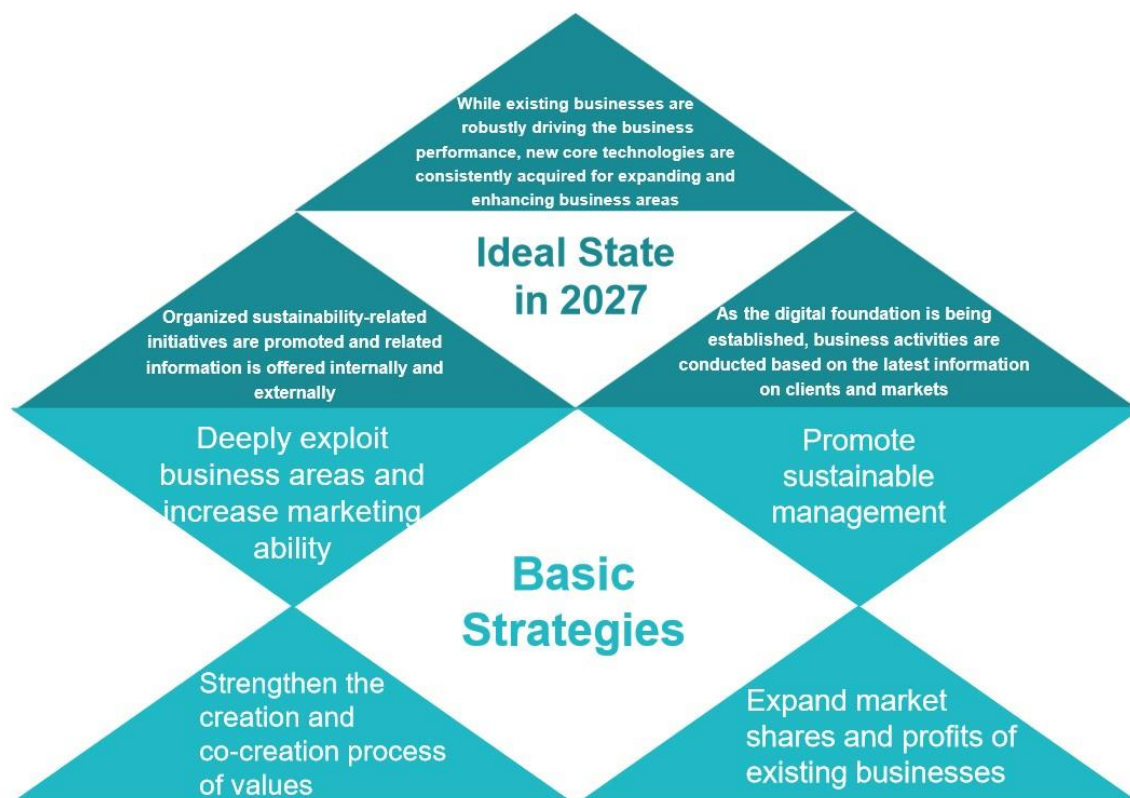 While existing businesses are
robustly driving the business
performance, new core technologies are
consistently acquired for expanding and
enhancing business areas
Ideal State
in 2027
Organized sustainability-related
initiatives are promoted and related
information is offered internally and
externally
As the digital foundation is being
established, business activities are
conducted based on the latest information
on clients and markets
Deeply exploit
business areas and
increase marketing
ability
Promote
sustainable
management
Basic
Strategies
Strengthen the
creation and
co-creation process
of values
Expand market
shares and profits of
existing businesses